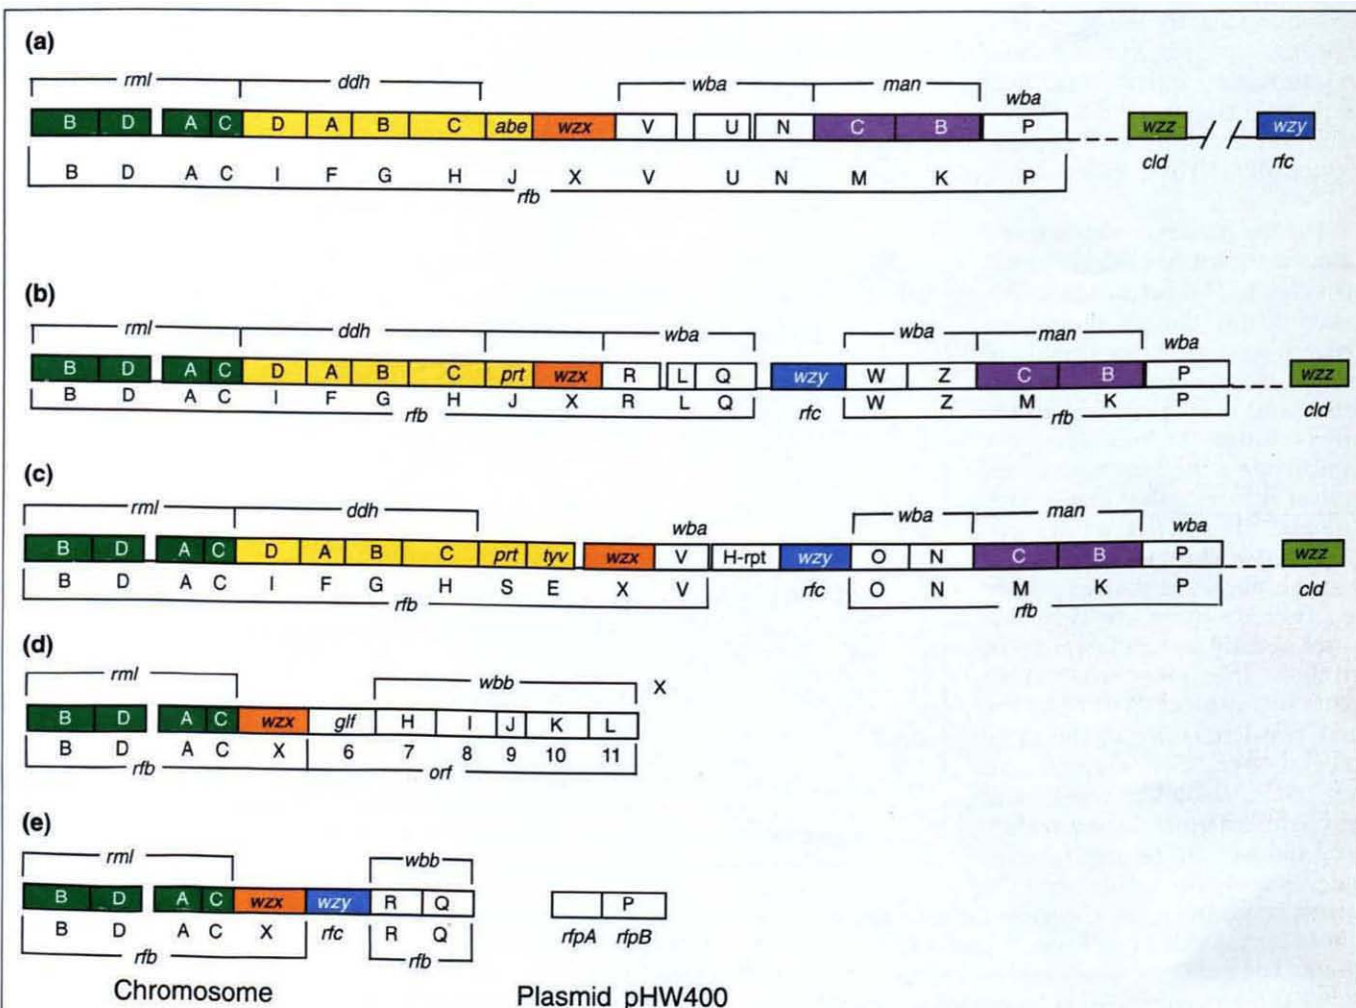 (a)
rml ddh wba man wba
B D A C D A B C abe wzx V U N C B P wzz wzy
cld rfc
B D A C I F G H J X V U N M K P
rfb
(b)
rml ddh wba wba man wba
B D A C D A B C prt wzx R L Q wzy W Z C B P wzz
B D A C I F G H J X R L Q rfc W Z M K P cld
rfb rfb
(c)
rml ddh wba wba man wba
B D A C D A B C prt tyv wzx V H-rpt wzy O N C B P wzz
B D A C I F G H S E X V rfc O N M K P cld
rfb rfb
(d)
rml wbb X
B D A C wzx glf H I J K L
B D A C X 6 7 8 9 10 11
rfb orf
(e)
rml wbb
B D A C wzx wzy R Q P
B D A C X rfc R Q rfpA rfpB
rfb rfb
Chromosome Plasmid pHW400